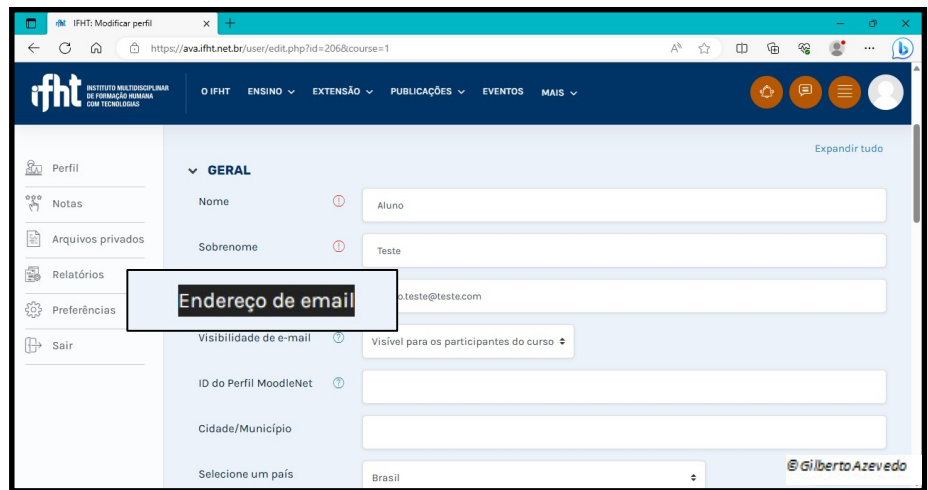 IFHT: Modificar perfil
https://ava.ifht.net.br/user/edit.php?id=206&course=1
ifht INSTITUTO MULTIDISCIPLINAR
DE FORMAÇÃO HUMANA
COM TECNOLOGIAS
O IFHT ENSINO EXTENSÃO PUBLICAÇÕES EVENTOS MAIS
Expandir tudo
Perfil
Notas
Arquivos privados
Relatórios
Preferências
Sair
GERAL
Nome Aluno
Sobrenome Teste
Endereço de email o.teste@teste.com
Visibilidade de e-mail Visível para os participantes do curso
ID do Perfil MoodleNet
Cidade/Município
Selecione um país Brasil
© Gilberto Azevedo